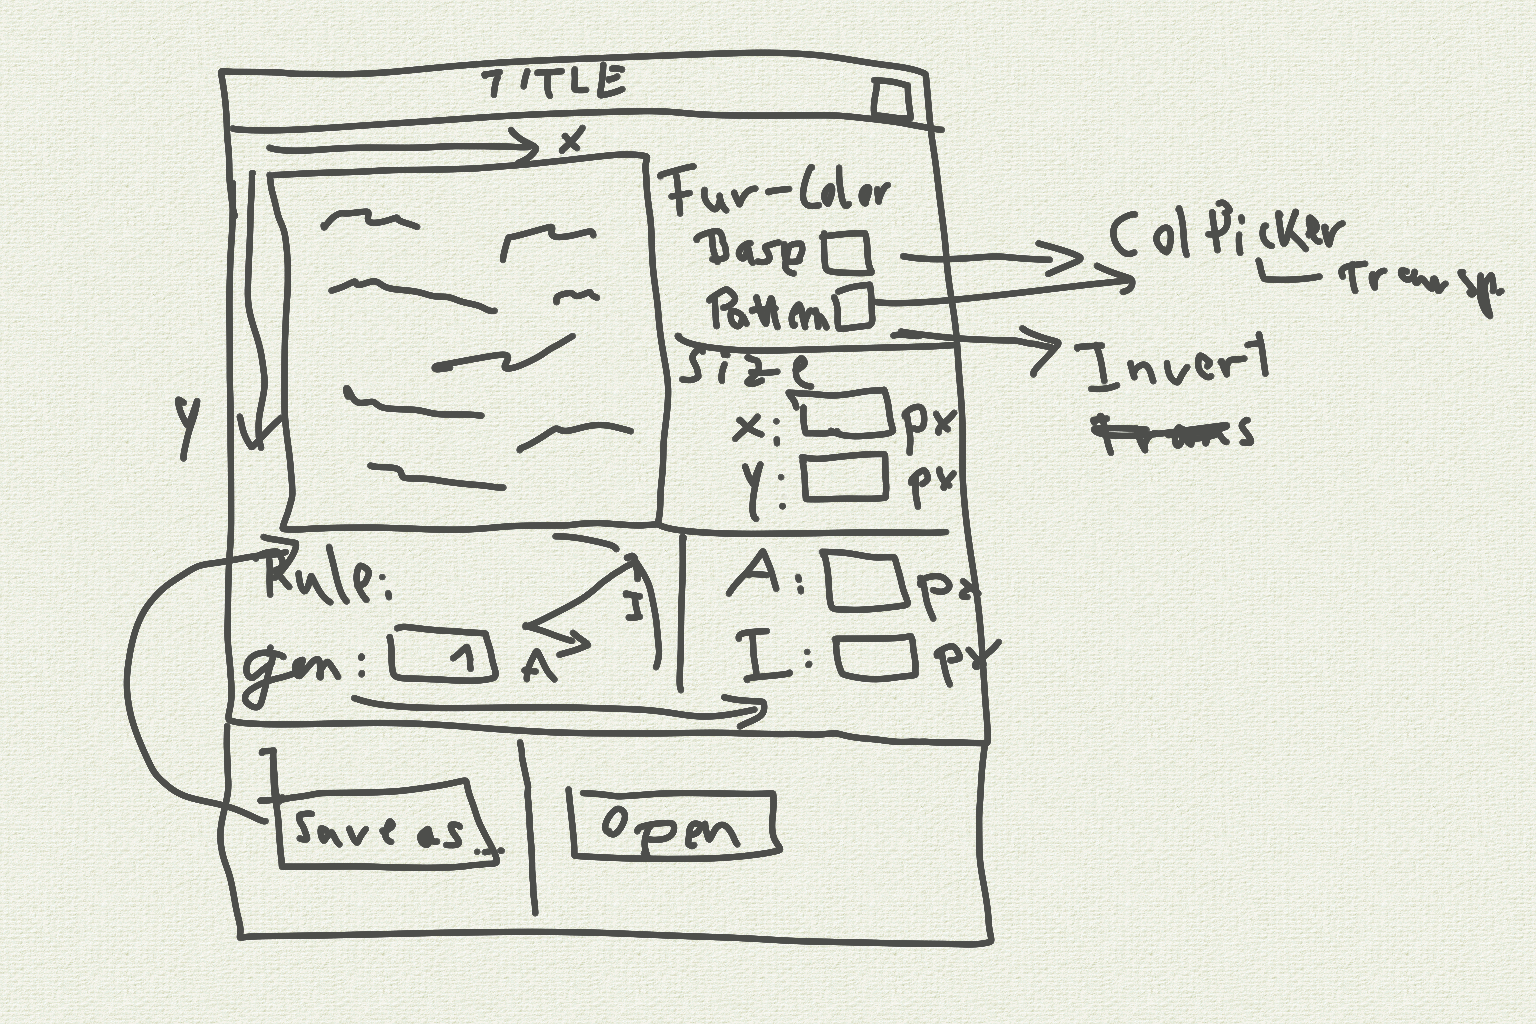 TITLE
x
Fur-Color
Col Picker
Base
Transp.
Pattern
Invert
Size
y
x: px
y: px
Rule:
A: px
I
gen: 1
A
I: px
Save as...
Open